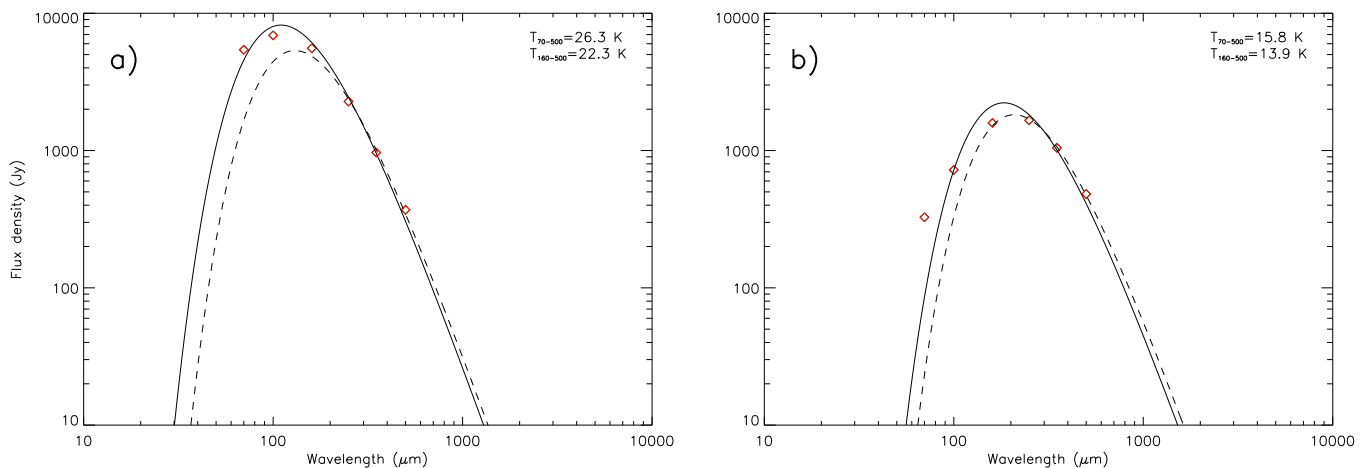 10000
1000
100
10
Flux density (Jy)
a)
T70-500=26.3 K
T160-500=22.3 K
10 100 1000 10000
Wavelength (μm)
10000
1000
100
10
b)
T70-500=15.8 K
T160-500=13.9 K
10 100 1000 10000
Wavelength (μm)